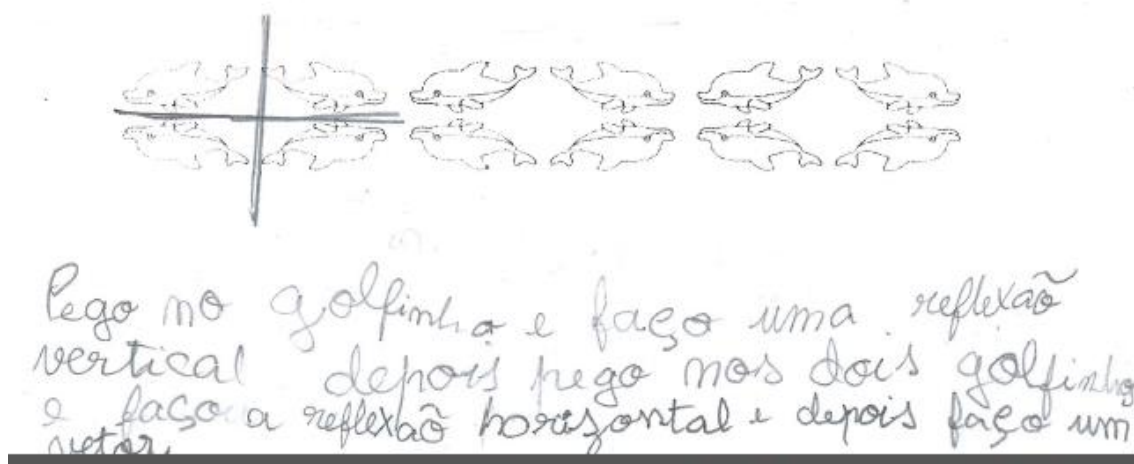 Pego no golfinho e faço uma reflexão
vertical depois pego nos dois golfinhos
e faço a reflexão horizontal e depois faço um
vetor